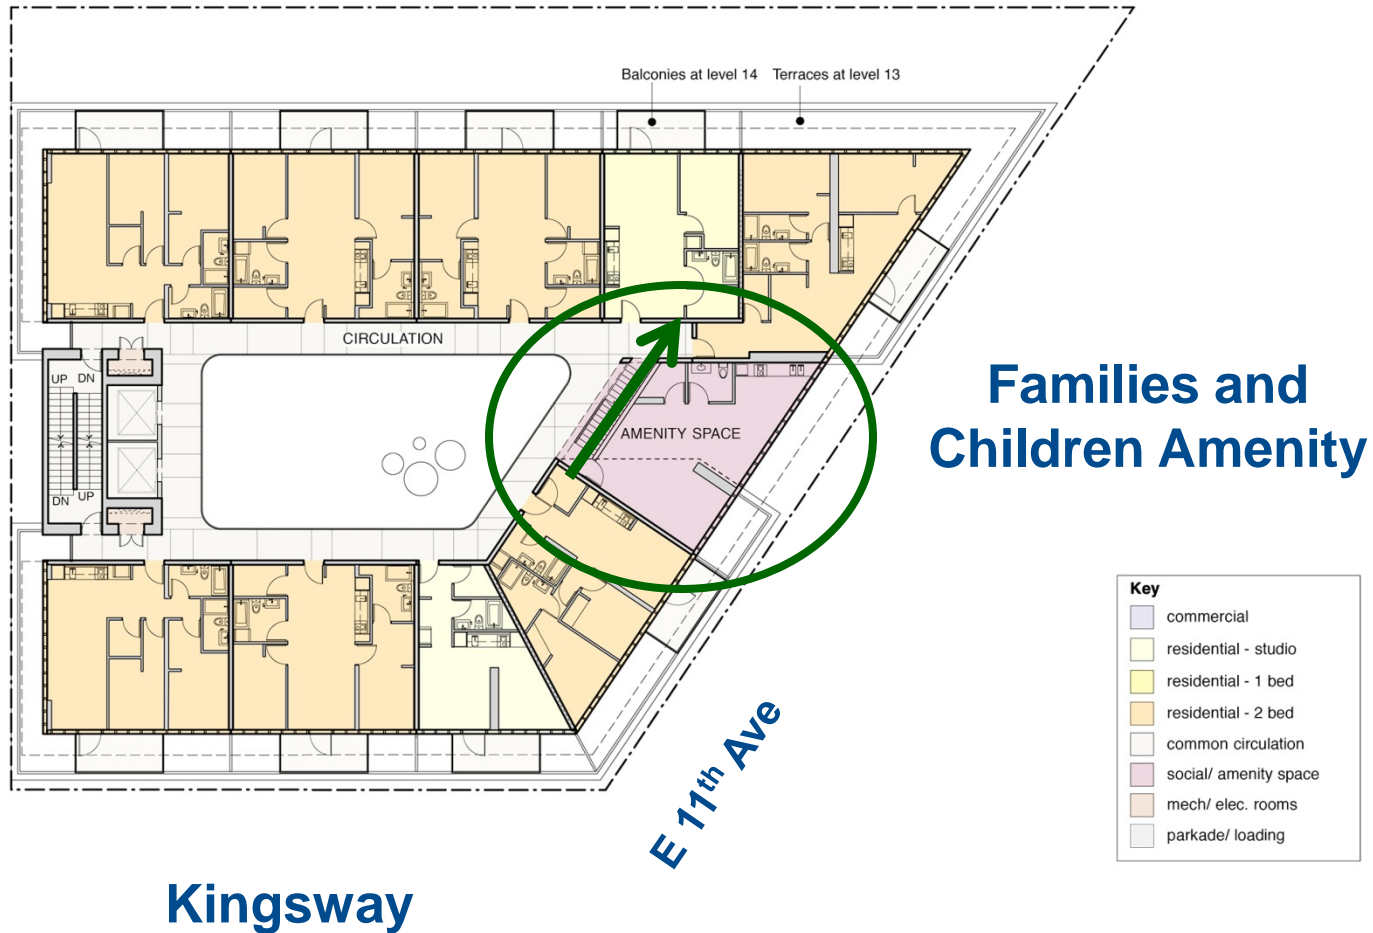 Balconies at level 14 Terraces at level 13
CIRCULATION
UP DN
AMENITY SPACE
DN UP
Families and
Children Amenity
E 11th Ave
Kingsway
Key
commercial
residential - studio
residential - 1 bed
residential - 2 bed
common circulation
social/ amenity space
mech/ elec. rooms
parkade/ loading